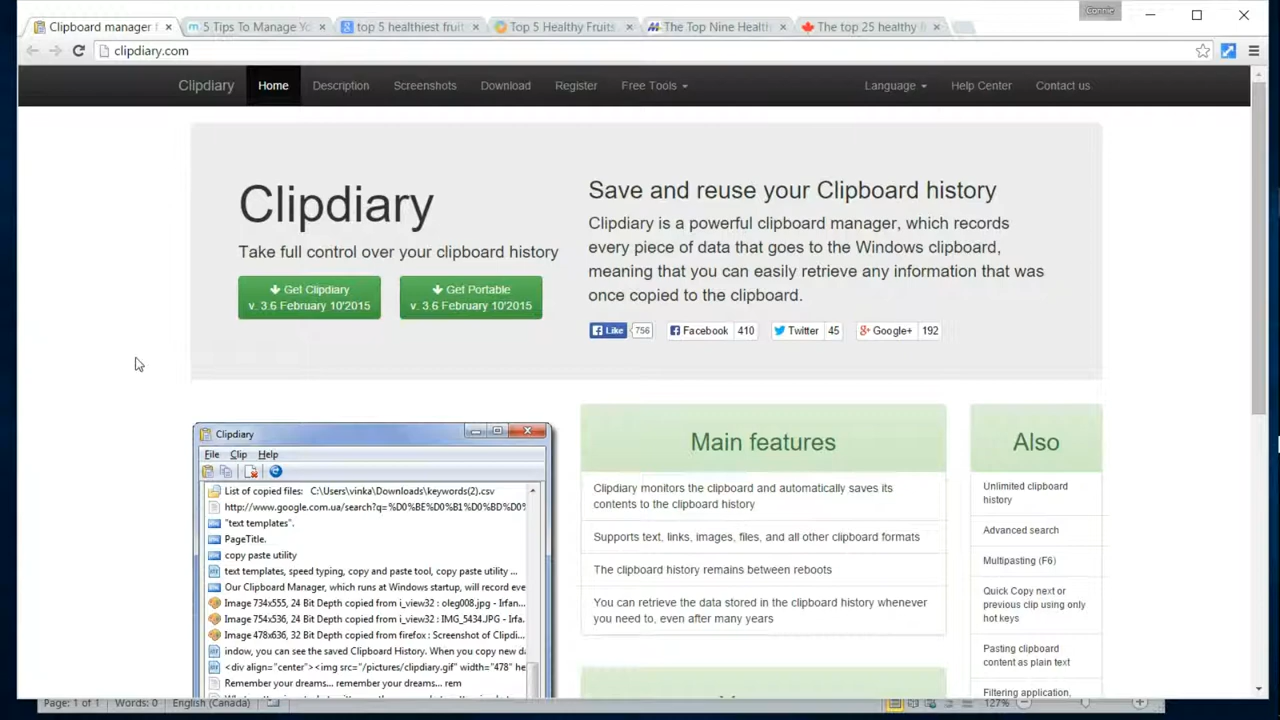 Connie
Clipboard manager f
5 Tips To Manage Yo
top 5 healthiest fruit
Top 5 Healthy Fruits
The Top Nine Health
The top 25 healthy f
clipdiary.com
Clipdiary
Home
Description
Screenshots
Download
Register
Free Tools
Language
Help Center
Contact us
Clipdiary
Take full control over your clipboard history
Get Clipdiary
v. 3.6 February 10'2015
Get Portable
v. 3.6 February 10'2015
Save and reuse your Clipboard history
Clipdiary is a powerful clipboard manager, which records
every piece of data that goes to the Windows clipboard,
meaning that you can easily retrieve any information that was
once copied to the clipboard.
Like 756
Facebook 410
Twitter 45
Google+ 192
Clipdiary
File Clip Help
List of copied files: C:\Users\vinka\Downloads\keywords(2).csv
http://www.google.com.ua/search?q=%D0%BE%D0%B1%D0%BD%D0%
"text templates".
PageTitle.
copy paste utility
text templates, speed typing, copy and paste tool, copy paste utility ...
Our Clipboard Manager, which runs at Windows startup, will record eve
Image 734x555, 24 Bit Depth copied from i_view32 : oleg008.jpg - Irfan
Image 754x536, 24 Bit Depth copied from i_view32 : IMG_5434.JPG - Irfa
Image 478x636, 32 Bit Depth copied from firefox : Screenshot of Clipdi
indow, you can see the saved Clipboard History. When you copy new da
<div align="center"><img src="/pictures/clipdiary.gif" width="478" he
Remember your dreams... remember your dreams... rem
Main features
Clipdiary monitors the clipboard and automatically saves its
contents to the clipboard history
Supports text, links, images, files, and all other clipboard formats
The clipboard history remains between reboots
You can retrieve the data stored in the clipboard history whenever
you need to, even after many years
Also
Unlimited clipboard
history
Advanced search
Multipasting (F6)
Quick Copy next or
previous clip using only
hot keys
Pasting clipboard
content as plain text
Filtering application,
Page: 1 of 1
Words: 0
English (Canada)
127%